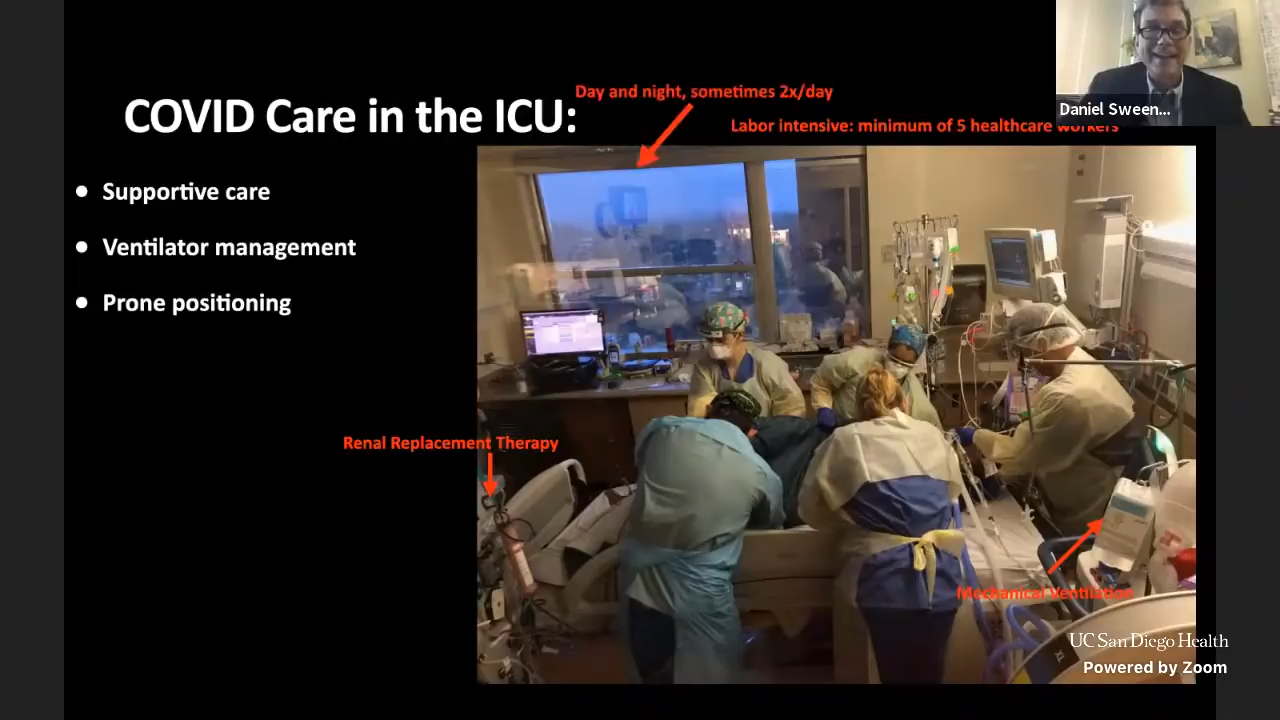 Day and night, sometimes 2x/day
COVID Care in the ICU:
Labor intensive: minimum of 5 healthcare workers
Daniel Sween...
● Supportive care
● Ventilator management
● Prone positioning
Renal Replacement Therapy
Mechanical Ventilation
UC San Diego Health
Powered by Zoom